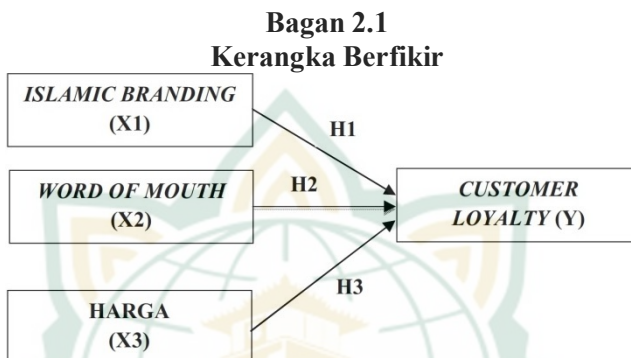 Bagan 2.1
Kerangka Berfikir
ISLAMIC BRANDING
(X1)
H1
WORD OF MOUTH
(X2)
H2
CUSTOMER
LOYALTY (Y)
H3
HARGA
(X3)